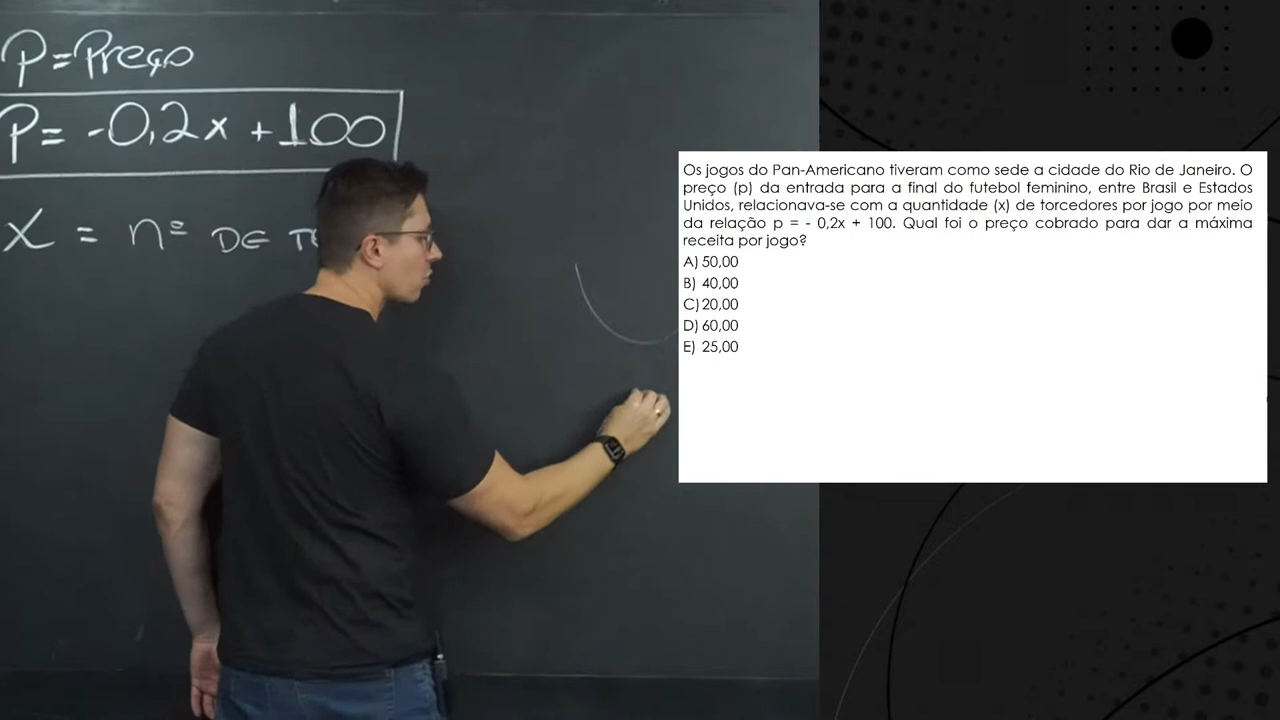 P=Preço
P= -0,2x +100
X = nº DE
Os jogos do Pan-Americano tiveram como sede a cidade do Rio de Janeiro. O
preço (p) da entrada para a final do futebol feminino, entre Brasil e Estados
Unidos, relacionava-se com a quantidade (x) de torcedores por jogo por meio
da relação p = - 0,2x + 100. Qual foi o preço cobrado para dar a máxima
receita por jogo?
A) 50,00
B) 40,00
C) 20,00
D) 60,00
E) 25,00